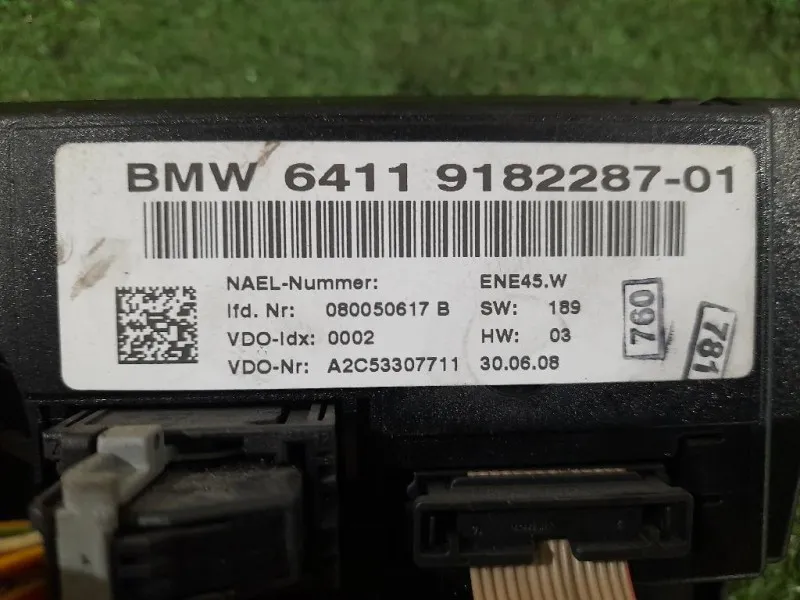 BMW 6411 9182287-01
NAEL-Nummer: ENE45.W
lfd. Nr: 080050617 B SW: 189
VDO-Idx: 0002 HW: 03
VDO-Nr: A2C53307711 30.06.08
760
781